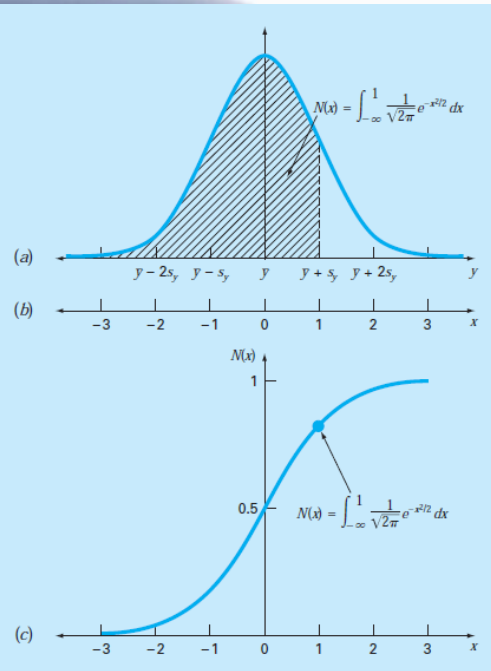 N(x) = ∫_{-∞}^{1} 1/√2π e^{-x²/2} dx
(a)
y̅ – 2s_y y̅ – s_y y̅ y̅ + s_y y̅ + 2s_y y
(b)
–3 –2 –1 0 1 2 3 x
N(x)
1
0.5
N(x) = ∫_{-∞}^{1} 1/√2π e^{-x²/2} dx
(c)
–3 –2 –1 0 1 2 3 x